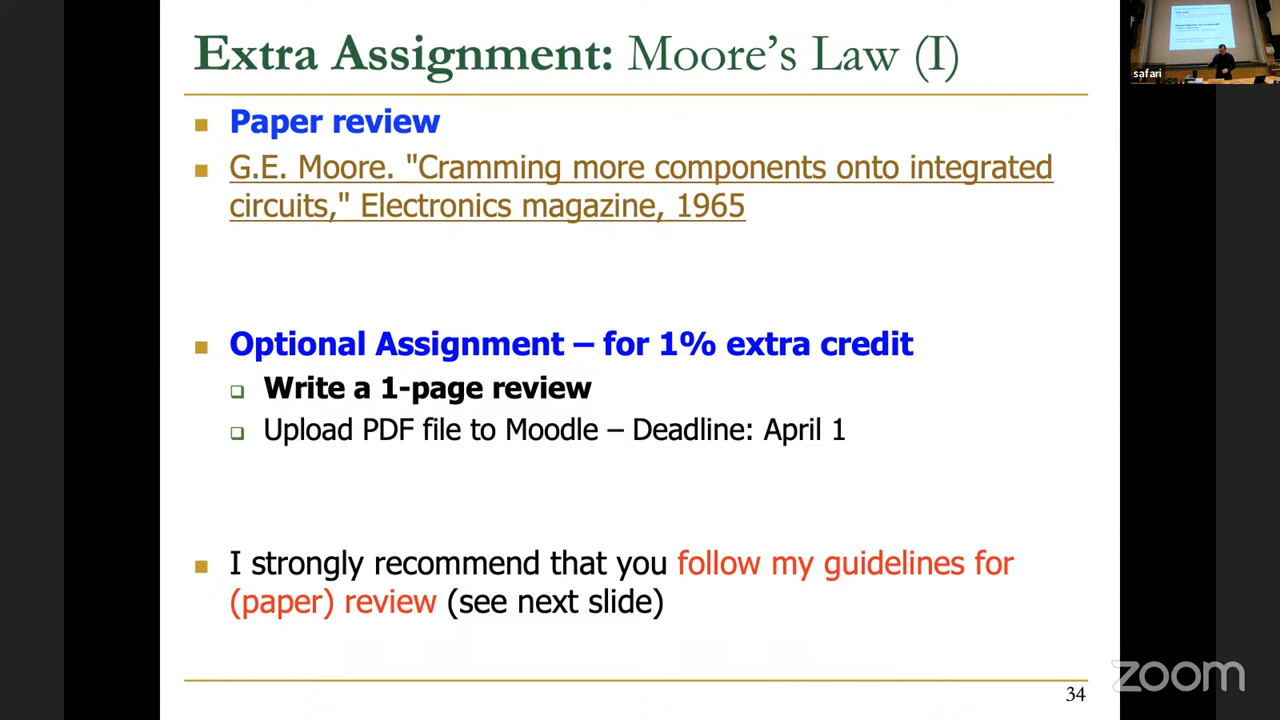 Extra Assignment: Moore's Law (I)
Paper review
G.E. Moore. "Cramming more components onto integrated
circuits," Electronics magazine, 1965
Optional Assignment – for 1% extra credit
Write a 1-page review
Upload PDF file to Moodle – Deadline: April 1
I strongly recommend that you follow my guidelines for
(paper) review (see next slide)
34
safari
zoom